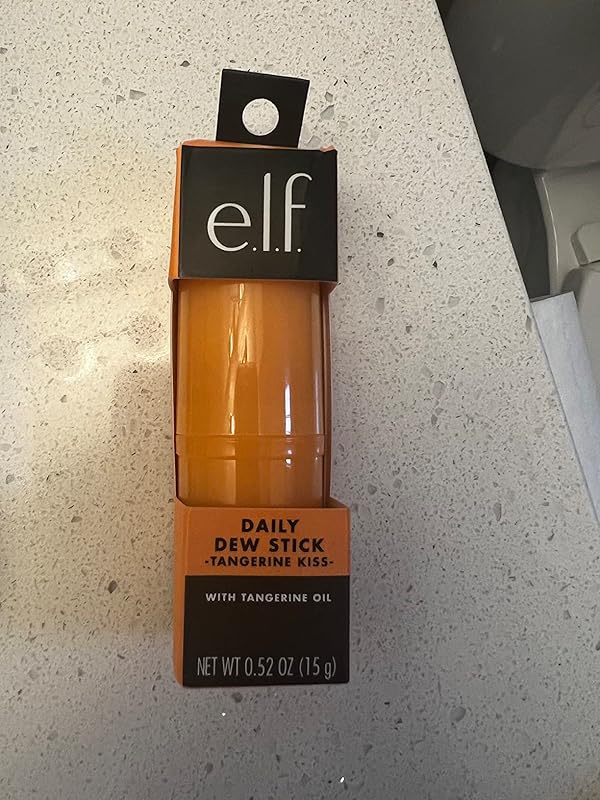 e.l.f.
DAILY
DEW STICK
-TANGERINE KISS-
WITH TANGERINE OIL
NET WT 0.52 OZ (15 g)